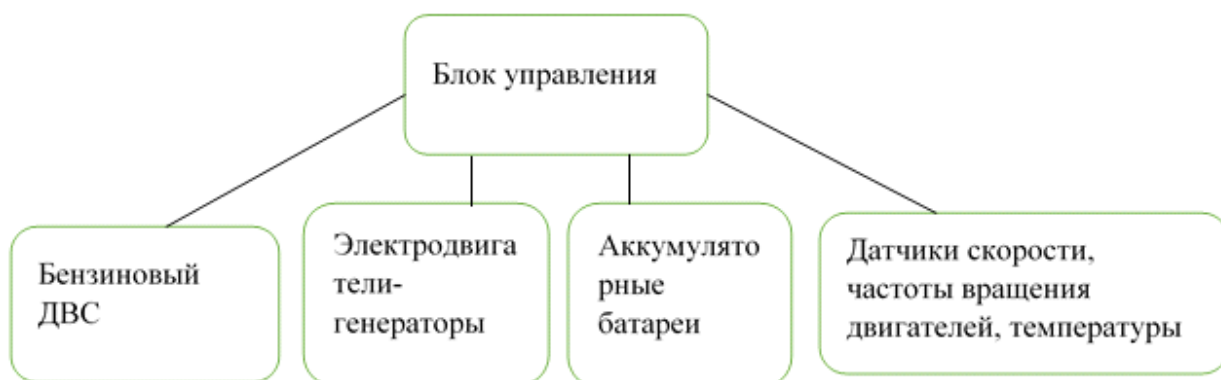 Блок управления
Бензиновый
ДВС
Электродвига
тели-
генераторы
Аккумулято
рные
батареи
Датчики скорости,
частоты вращения
двигателей, температуры